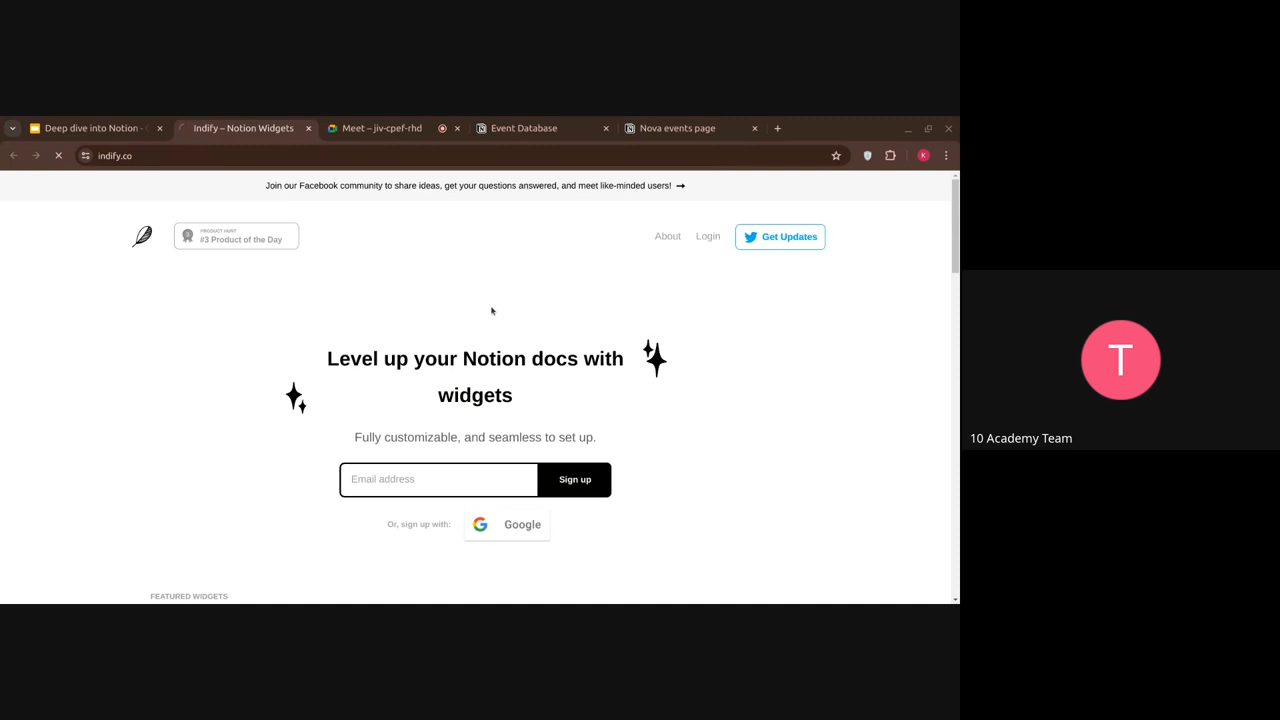 Deep dive into Notion -
Indify – Notion Widgets
Meet – jiv-cpef-rhd
Event Database
Nova events page
indify.co
K
Join our Facebook community to share ideas, get your questions answered, and meet like-minded users! →
PRODUCT HUNT
#3 Product of the Day
About
Login
Get Updates
Level up your Notion docs with
widgets
Fully customizable, and seamless to set up.
Email address
Sign up
Or, sign up with:
Google
FEATURED WIDGETS
T
10 Academy Team